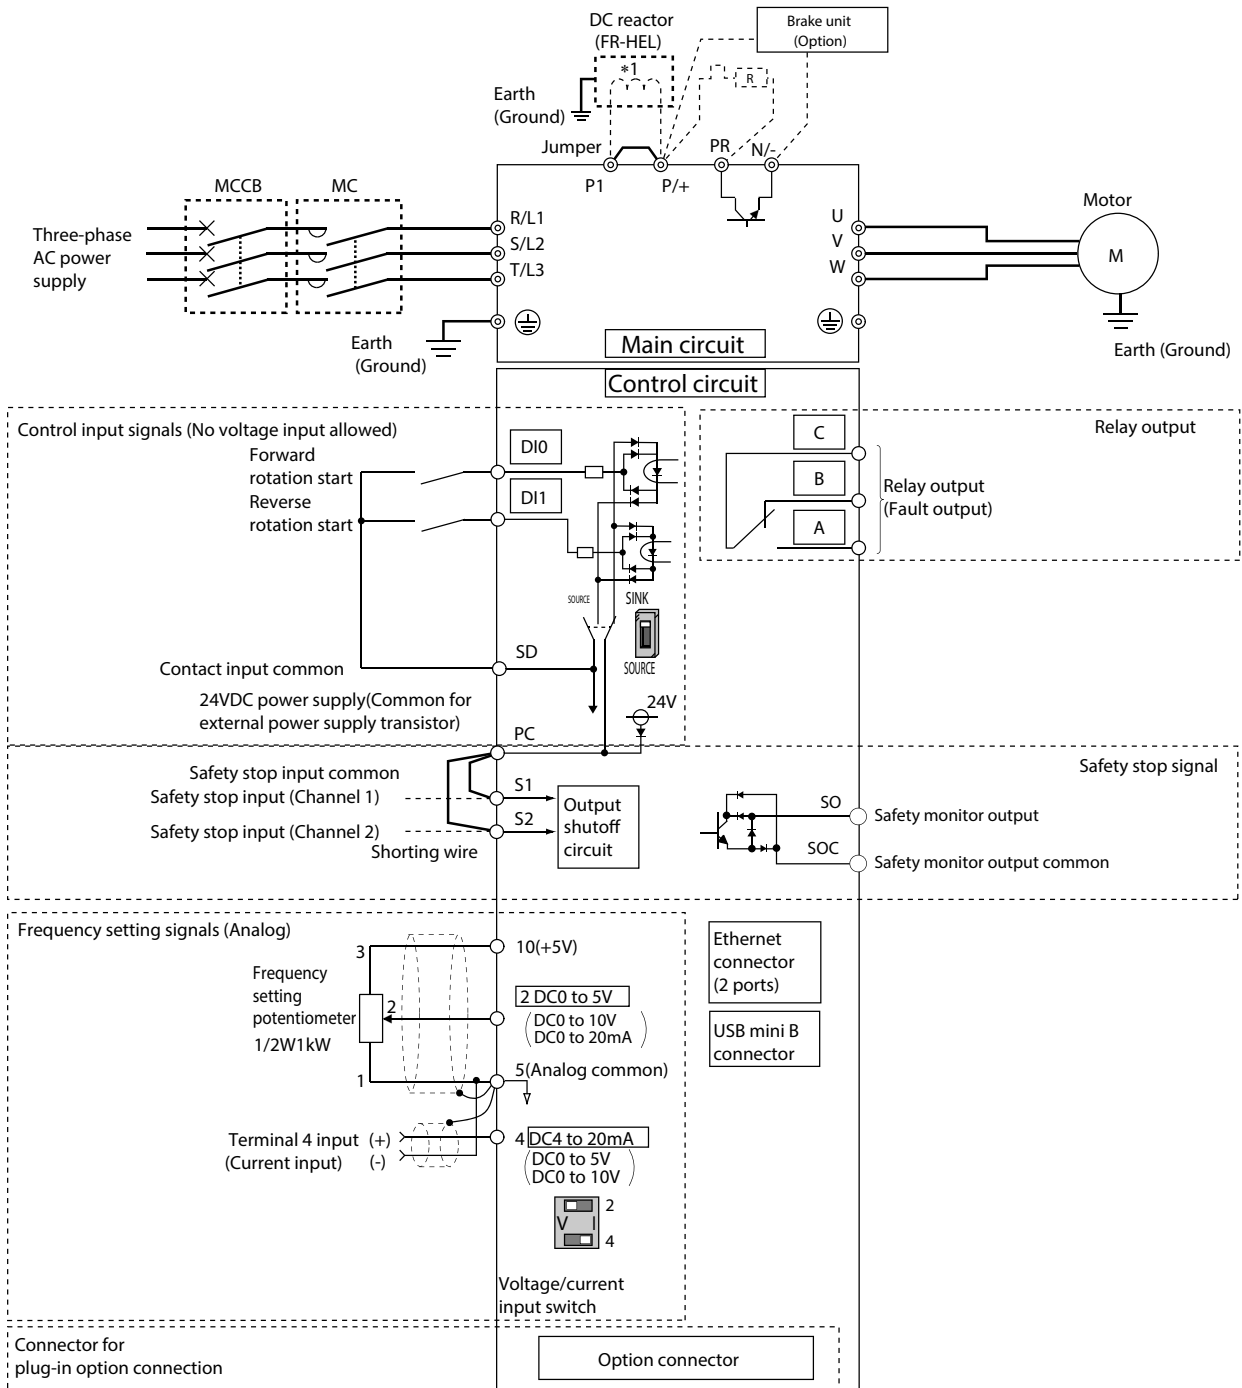 DC reactor
(FR-HEL)
Brake unit
(Option)
∗1
R
Earth
(Ground)
Jumper
P1
P/+
PR
N/-
MCCB
MC
Three-phase
AC power
supply
R/L1
S/L2
T/L3
U
V
W
Motor
M
Earth
(Ground)
Earth (Ground)
Main circuit
Control circuit
Control input signals (No voltage input allowed)
Forward
rotation start
Reverse
rotation start
DI0
DI1
SOURCE
SINK
SOURCE
Contact input common
SD
24VDC power supply(Common for
external power supply transistor)
24V
PC
Relay output
C
B
A
Relay output
(Fault output)
Safety stop signal
Safety stop input common
Safety stop input (Channel 1)
Safety stop input (Channel 2)
Shorting wire
S1
S2
Output
shutoff
circuit
SO
Safety monitor output
SOC
Safety monitor output common
Frequency setting signals (Analog)
3
Frequency
setting
potentiometer
1/2W1kW
2
1
10(+5V)
2 DC0 to 5V
(DC0 to 10V
DC0 to 20mA)
5(Analog common)
Terminal 4 input (+)
(Current input) (-)
4 DC4 to 20mA
(DC0 to 5V
DC0 to 10V)
2
V I
4
Voltage/current
input switch
Ethernet
connector
(2 ports)
USB mini B
connector
Connector for
plug-in option connection
Option connector